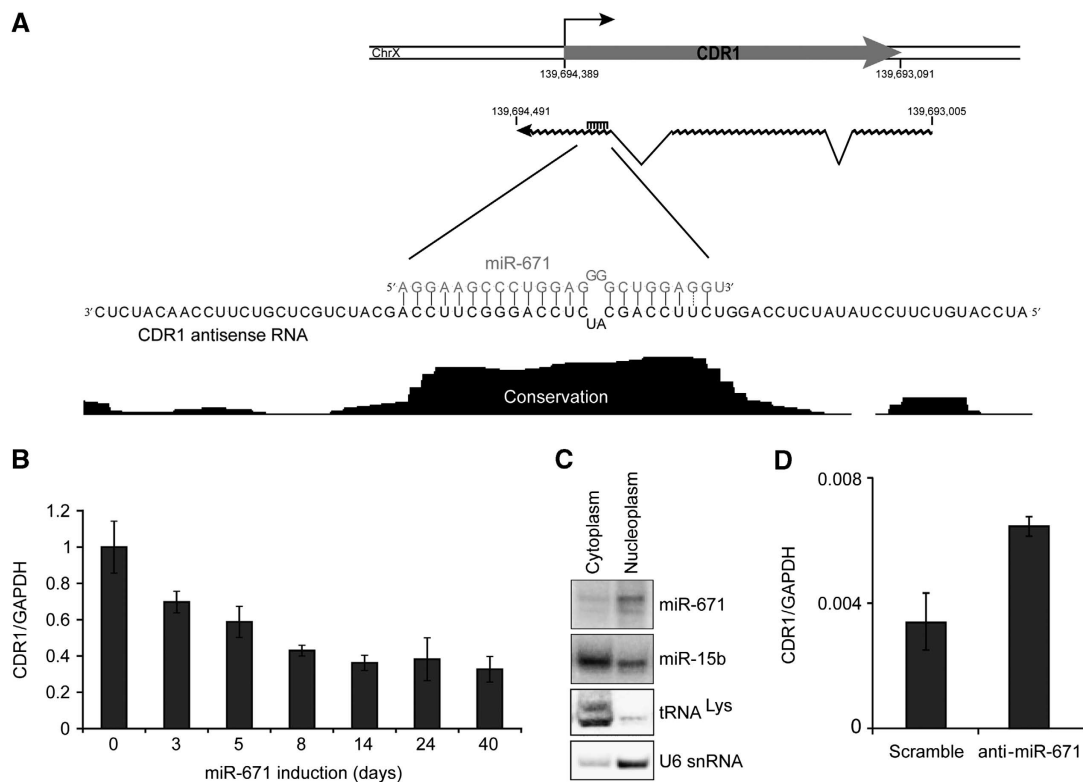 A
ChrX
CDR1
139,694,389
139,693,091
139,694,491
139,693,005
miR-671
GG
5′AGGAAGCCCUGGAG GCUGGAGGU3′
3′CUCUACAACCUUCUGCUCGUCUACGACCUUCGGGACCUC CGACCUUCUGGACCUCUAUAUCCUUCUGUACCUA5′
UA
CDR1 antisense RNA
Conservation
B
CDR1/GAPDH
1.2
1
0.8
0.6
0.4
0.2
0
0 3 5 8 14 24 40
miR-671 induction (days)
C
Cytoplasm
Nucleoplasm
miR-671
miR-15b
tRNA Lys
U6 snRNA
D
CDR1/GAPDH
0.008
0.004
0
Scramble anti-miR-671